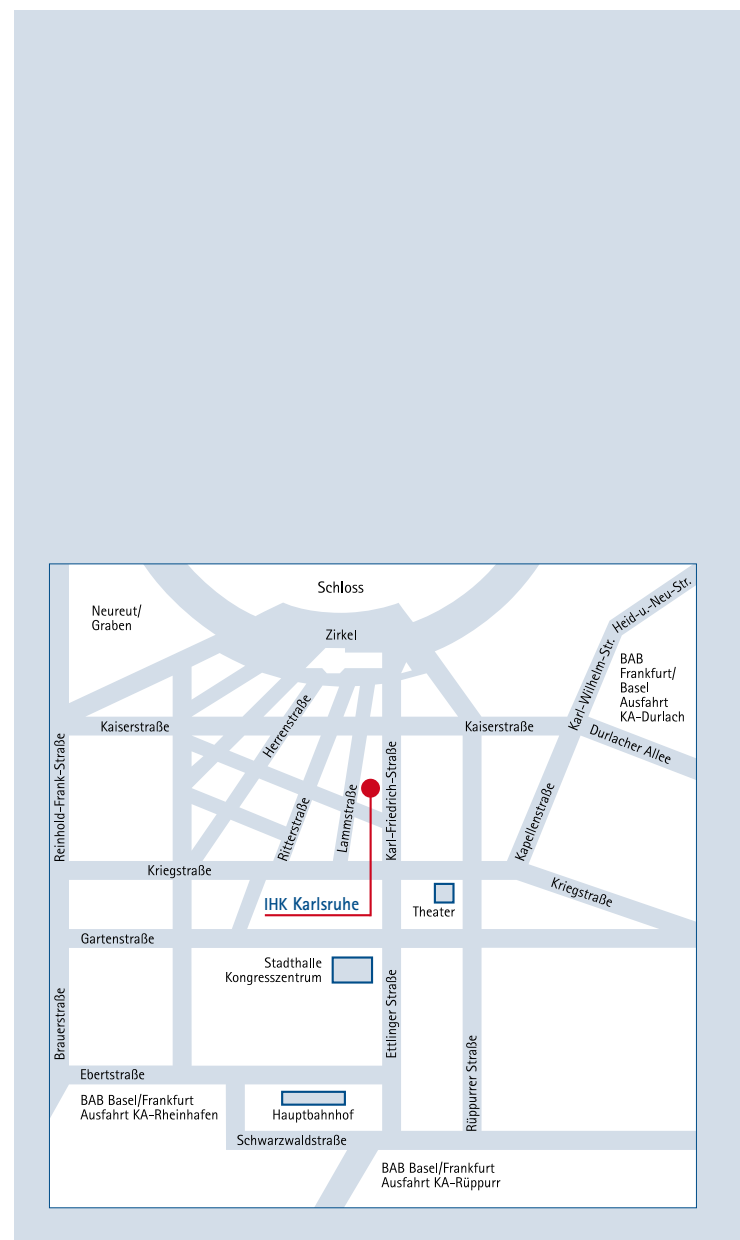 Schloss
Neureut/
Graben
Zirkel
Heid-u.-Neu-Str.
Karl-Wilhelm-Str.
BAB
Frankfurt/
Basel
Ausfahrt
KA-Durlach
Kaiserstraße
Herrenstraße
Kaiserstraße
Durlacher Allee
Reinhold-Frank-Straße
Ritterstraße
Lammstraße
Karl-Friedrich-Straße
Kapellenstraße
Kriegstraße
Kriegstraße
IHK Karlsruhe
Theater
Gartenstraße
Stadthalle
Kongresszentrum
Brauerstraße
Ettlinger Straße
Rüppurrer Straße
Ebertstraße
BAB Basel/Frankfurt
Ausfahrt KA-Rheinhafen
Hauptbahnhof
Schwarzwaldstraße
BAB Basel/Frankfurt
Ausfahrt KA-Rüppurr